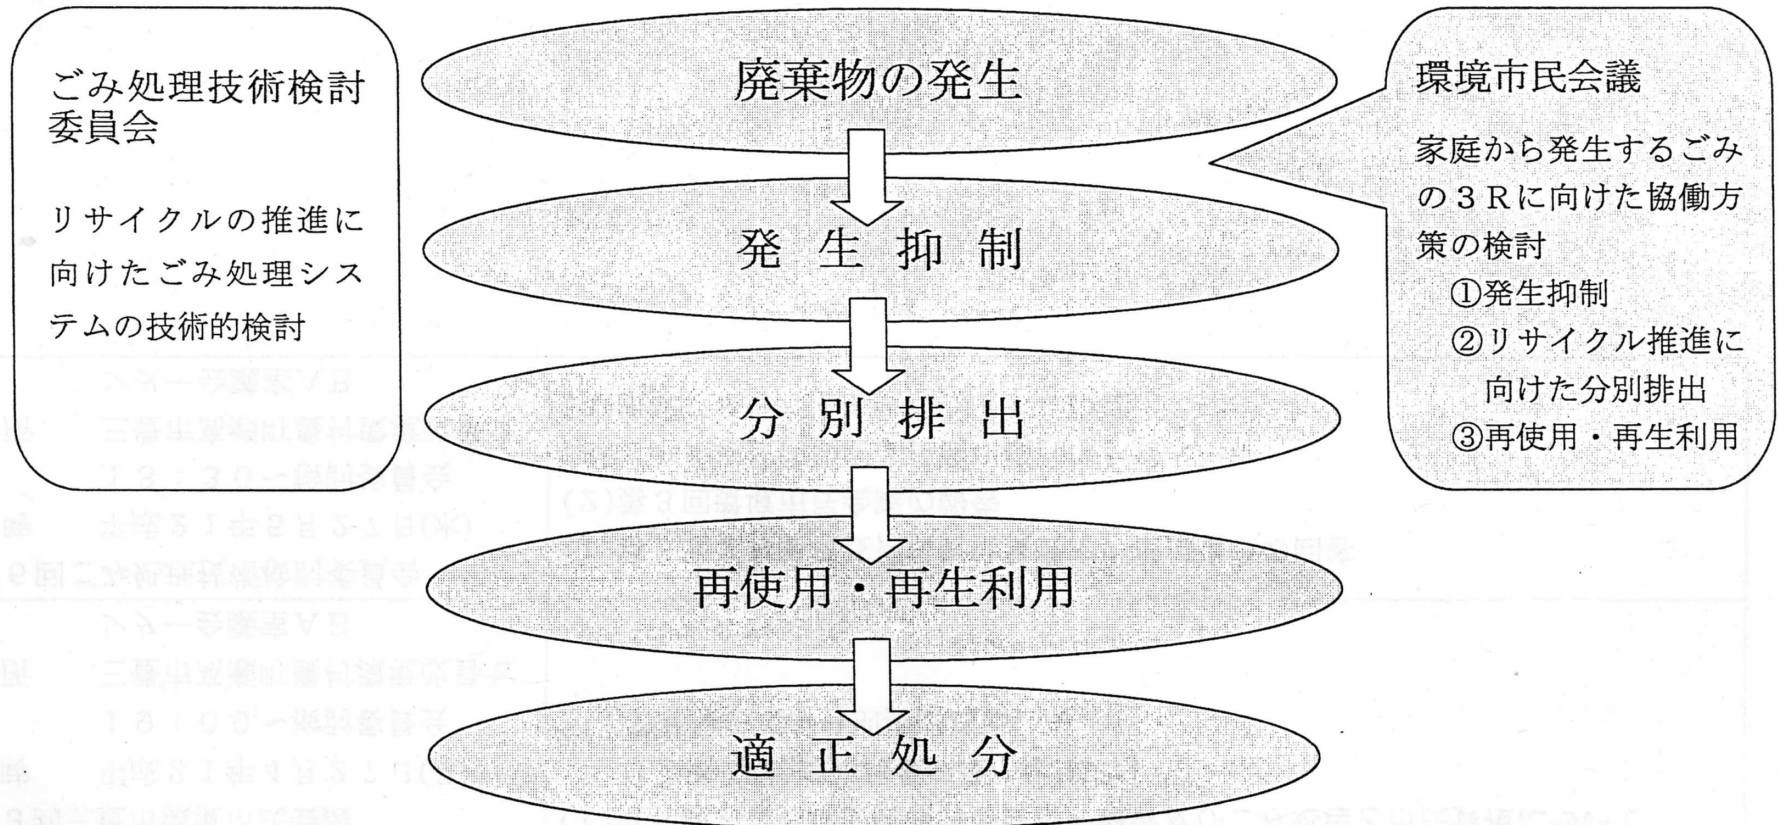 ごみ処理技術検討
委員会
リサイクルの推進に
向けたごみ処理シス
テムの技術的検討
廃棄物の発生
発生抑制
分別排出
再使用・再生利用
適正処分
環境市民会議
家庭から発生するごみ
の３Ｒに向けた協働方
策の検討
①発生抑制
②リサイクル推進に
向けた分別排出
③再使用・再生利用